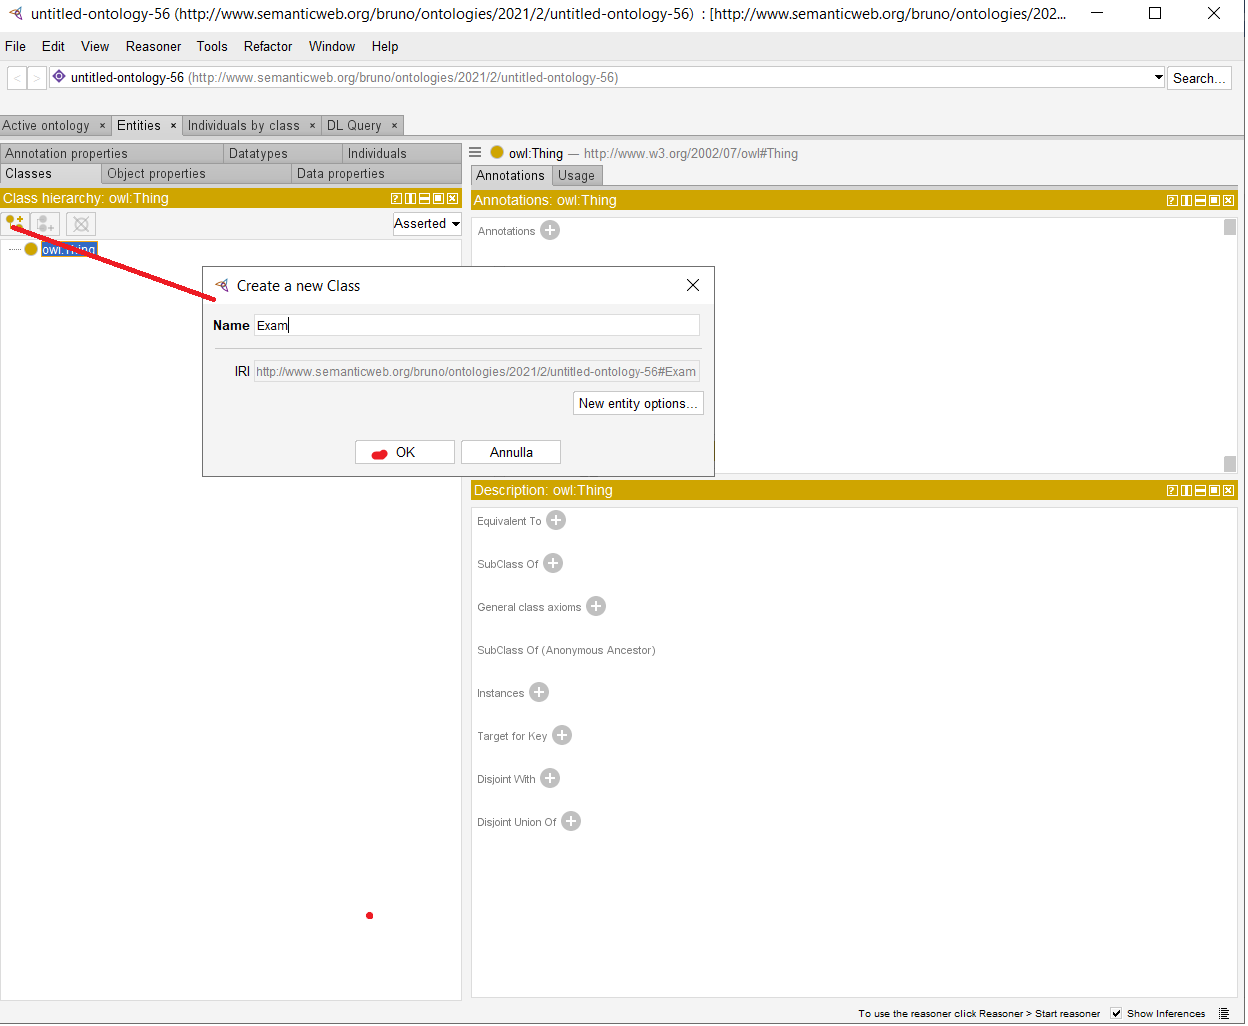 untitled-ontology-56 (http://www.semanticweb.org/bruno/ontologies/2021/2/untitled-ontology-56) : [http://www.semanticweb.org/bruno/ontologies/202...
File Edit View Reasoner Tools Refactor Window Help
< > untitled-ontology-56 (http://www.semanticweb.org/bruno/ontologies/2021/2/untitled-ontology-56) Search...
Active ontology × Entities × Individuals by class × DL Query ×
Annotation properties Datatypes Individuals
Classes Object properties Data properties
Class hierarchy: owl:Thing
Asserted
owl:Thing
owl:Thing — http://www.w3.org/2002/07/owl#Thing
Annotations Usage
Annotations: owl:Thing
Annotations
Create a new Class
Name Exam
IRI http://www.semanticweb.org/bruno/ontologies/2021/2/untitled-ontology-56#Exam
New entity options...
OK Annulla
Description: owl:Thing
Equivalent To
SubClass Of
General class axioms
SubClass Of (Anonymous Ancestor)
Instances
Target for Key
Disjoint With
Disjoint Union Of
To use the reasoner click Reasoner > Start reasoner Show Inferences